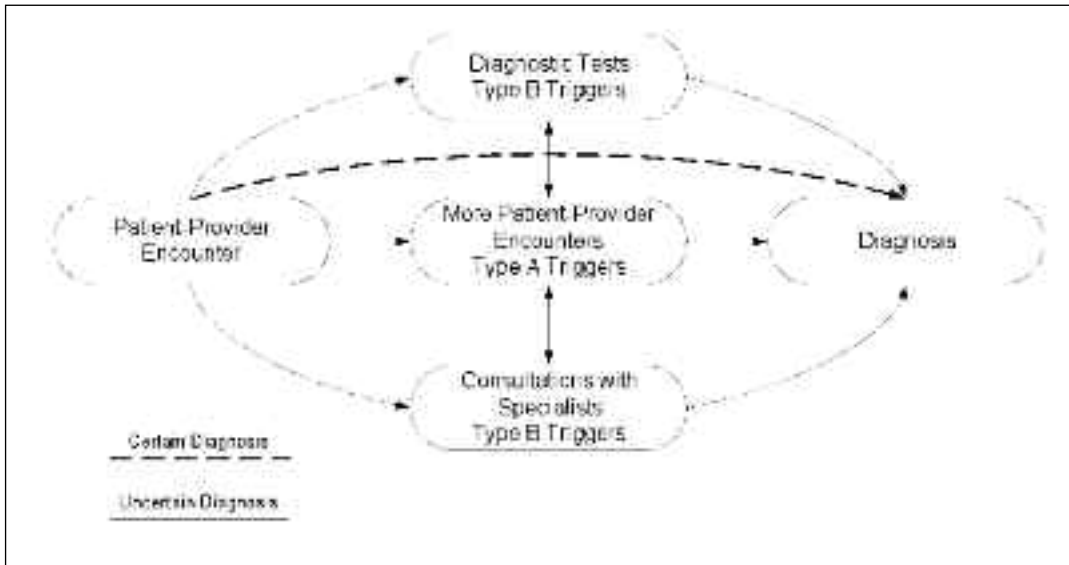 Diagnostic Tests
Type B Triggers
Patient-Provider
Encounter
More Patient-Provider
Encounters
Type A Triggers
Diagnosis
Consultations with
Specialists
Type B Triggers
Certain Diagnosis
Uncertain Diagnosis